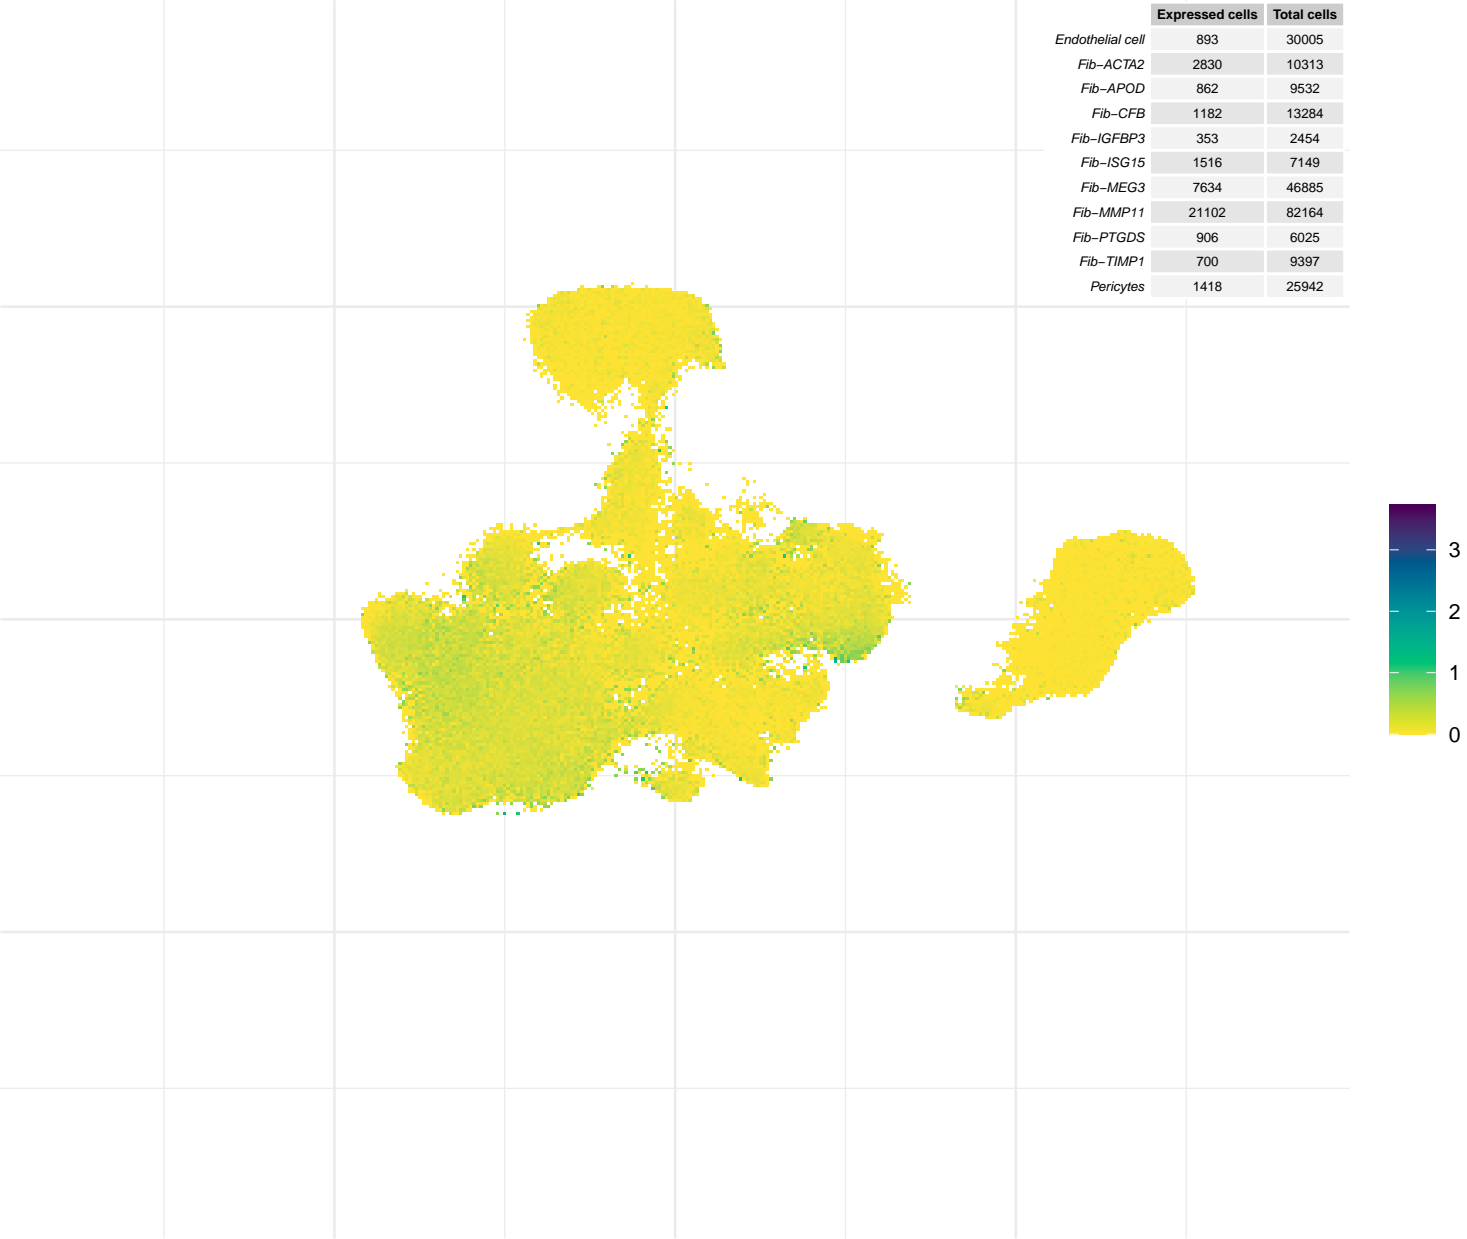 Expressed cells Total cells
Endothelial cell 893 30005
Fib−ACTA2 2830 10313
Fib−APOD 862 9532
Fib−CFB 1182 13284
Fib−IGFBP3 353 2454
Fib−ISG15 1516 7149
Fib−MEG3 7634 46885
Fib−MMP11 21102 82164
Fib−PTGDS 906 6025
Fib−TIMP1 700 9397
Pericytes 1418 25942
3
2
1
0